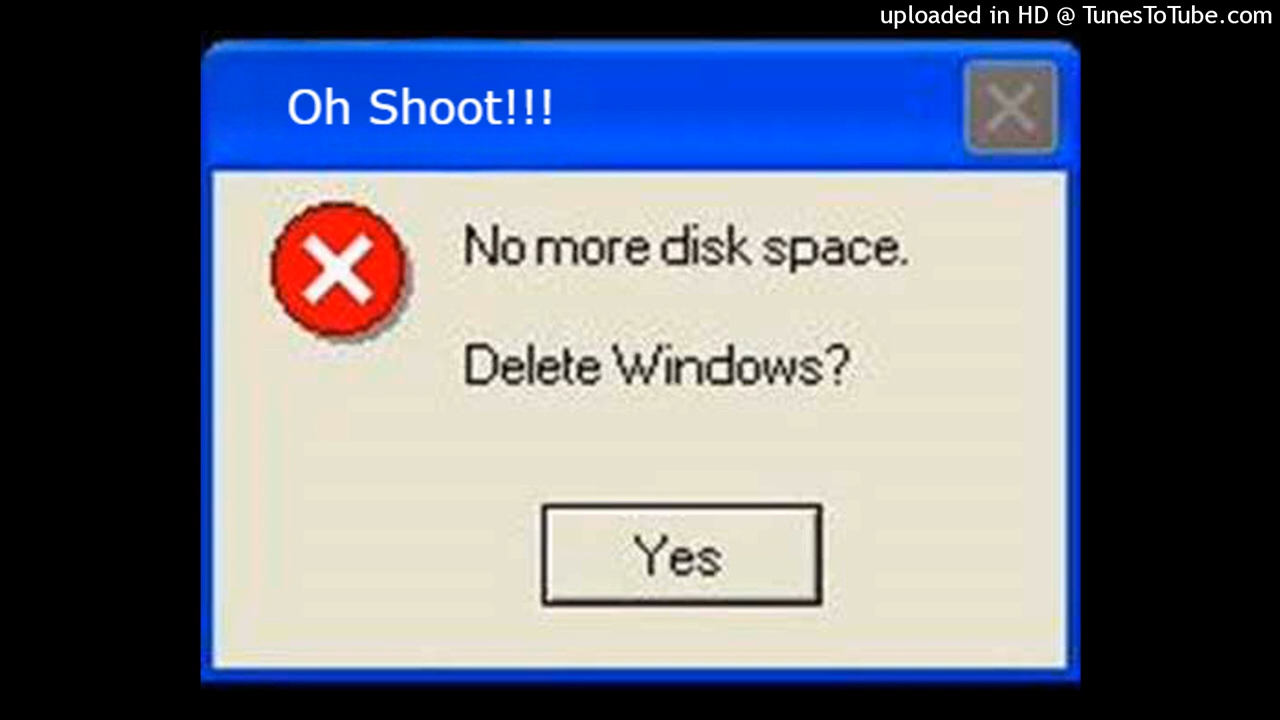 uploaded in HD @ TunesToTube.com
Oh Shoot!!!
No more disk space.
Delete Windows?
Yes